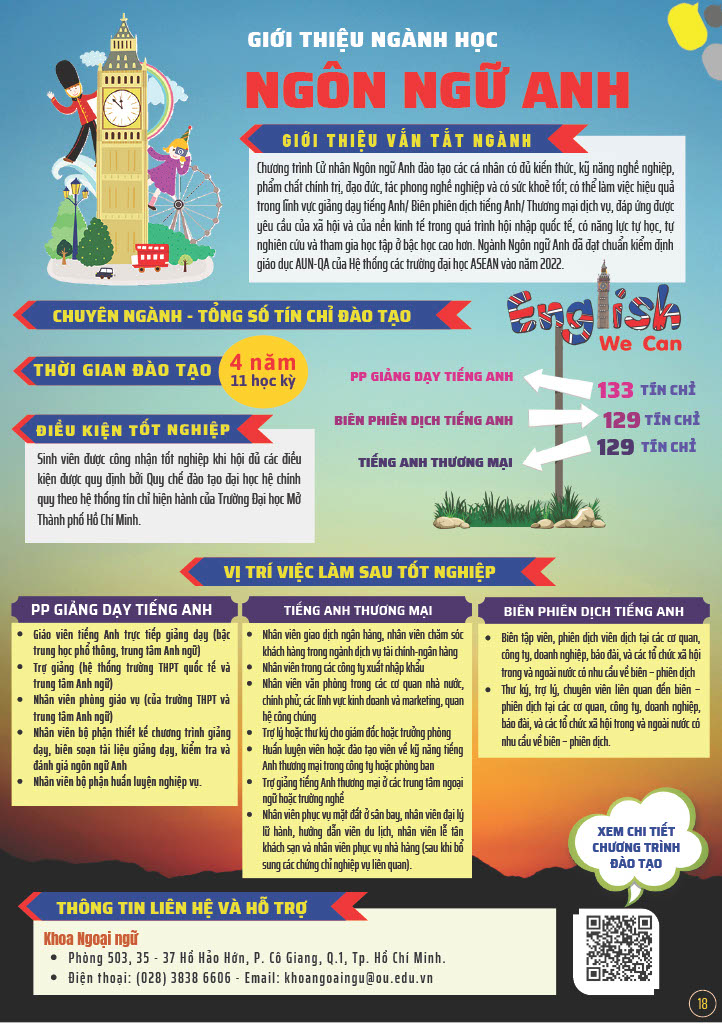 GIỚI THIỆU NGÀNH HỌC
NGÔN NGỮ ANH
GIỚI THIỆU VẮN TẮT NGÀNH
Chương trình Cử nhân Ngôn ngữ Anh đào tạo các cá nhân có đủ kiến thức, kỹ năng nghề nghiệp,
phẩm chất chính trị, đạo đức, tác phong nghề nghiệp và có sức khoẻ tốt; có thể làm việc hiệu quả
trong lĩnh vực giảng dạy tiếng Anh/ Biên phiên dịch tiếng Anh/ Thương mại dịch vụ, đáp ứng được
yêu cầu của xã hội và của nền kinh tế trong quá trình hội nhập quốc tế, có năng lực tự học, tự
nghiên cứu và tham gia học tập ở bậc học cao hơn. Ngành Ngôn ngữ Anh đã đạt chuẩn kiểm định
giáo dục AUN-QA của Hệ thống các trường đại học ASEAN vào năm 2022.
CHUYÊN NGÀNH - TỔNG SỐ TÍN CHỈ ĐÀO TẠO
English
We Can
THỜI GIAN ĐÀO TẠO
4 năm
11 học kỳ
PP GIẢNG DẠY TIẾNG ANH
133 TÍN CHỈ
BIÊN PHIÊN DỊCH TIẾNG ANH
129 TÍN CHỈ
TIẾNG ANH THƯƠNG MẠI
129 TÍN CHỈ
ĐIỀU KIỆN TỐT NGHIỆP
Sinh viên được công nhận tốt nghiệp khi hội đủ các điều
kiện được quy định bởi Quy chế đào tạo đại học hệ chính
quy theo hệ thống tín chỉ hiện hành của Trường Đại học Mở
Thành phố Hồ Chí Minh.
VỊ TRÍ VIỆC LÀM SAU TỐT NGHIỆP
PP GIẢNG DẠY TIẾNG ANH
• Giáo viên tiếng Anh trực tiếp giảng dạy (bậc
trung học phổ thông, trung tâm Anh ngữ)
• Trợ giảng (hệ thống trường THPT quốc tế và
trung tâm Anh ngữ)
• Nhân viên phòng giáo vụ (của trường THPT và
trung tâm Anh ngữ)
• Nhân viên bộ phận thiết kế chương trình giảng
dạy, biên soạn tài liệu giảng dạy, kiểm tra và
đánh giá ngôn ngữ Anh
• Nhân viên bộ phận huấn luyện nghiệp vụ.
TIẾNG ANH THƯƠNG MẠI
• Nhân viên giao dịch ngân hàng, nhân viên chăm sóc
khách hàng trong ngành dịch vụ tài chính-ngân hàng
• Nhân viên trong các công ty xuất nhập khẩu
• Nhân viên văn phòng trong các cơ quan nhà nước,
chính phủ, các lĩnh vực kinh doanh và marketing, quan
hệ công chúng
• Trợ lý hoặc thư ký cho giám đốc hoặc trưởng phòng
• Huấn luyện viên hoặc đào tạo viên về kỹ năng tiếng
Anh thương mại trong công ty hoặc phòng ban
• Trợ giảng tiếng Anh thương mại ở các trung tâm ngoại
ngữ hoặc trường nghề
• Nhân viên phục vụ mặt đất ở sân bay, nhân viên đại lý
lữ hành, hướng dẫn viên du lịch, nhân viên lễ tân
khách sạn và nhân viên phục vụ nhà hàng (sau khi bổ
sung các chứng chỉ nghiệp vụ liên quan).
BIÊN PHIÊN DỊCH TIẾNG ANH
• Biên tập viên, phiên dịch viên dịch tại các cơ quan,
công ty, doanh nghiệp, báo đài, và các tổ chức xã hội
trong và ngoài nước có nhu cầu về biên – phiên dịch
• Thư ký, trợ lý, chuyên viên liên quan đến biên –
phiên dịch tại các cơ quan, công ty, doanh nghiệp,
báo đài, và các tổ chức xã hội trong và ngoài nước có
nhu cầu về biên – phiên dịch.
XEM CHI TIẾT
CHƯƠNG TRÌNH
ĐÀO TẠO
THÔNG TIN LIÊN HỆ VÀ HỖ TRỢ
Khoa Ngoại ngữ
• Phòng 503, 35 - 37 Hồ Hảo Hớn, P. Cô Giang, Q.1, Tp. Hồ Chí Minh.
• Điện thoại: (028) 3838 6606 - Email: khoangoaingu@ou.edu.vn
18